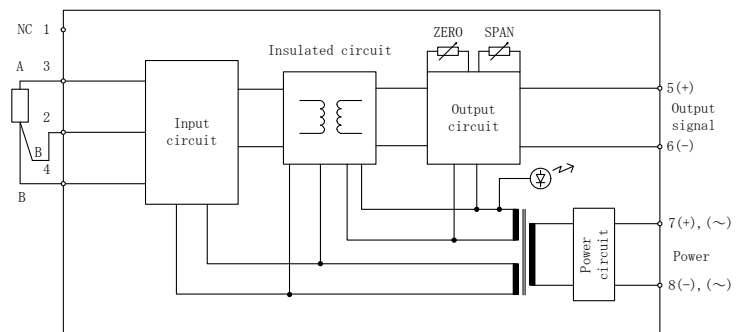 NC 1
ZERO SPAN
Insulated circuit
A 3
5(+)
Output
signal
Input
circuit
Output
circuit
2
B
4
6(-)
B
7(+),(～)
Power
circuit
Power
8(-),(～)